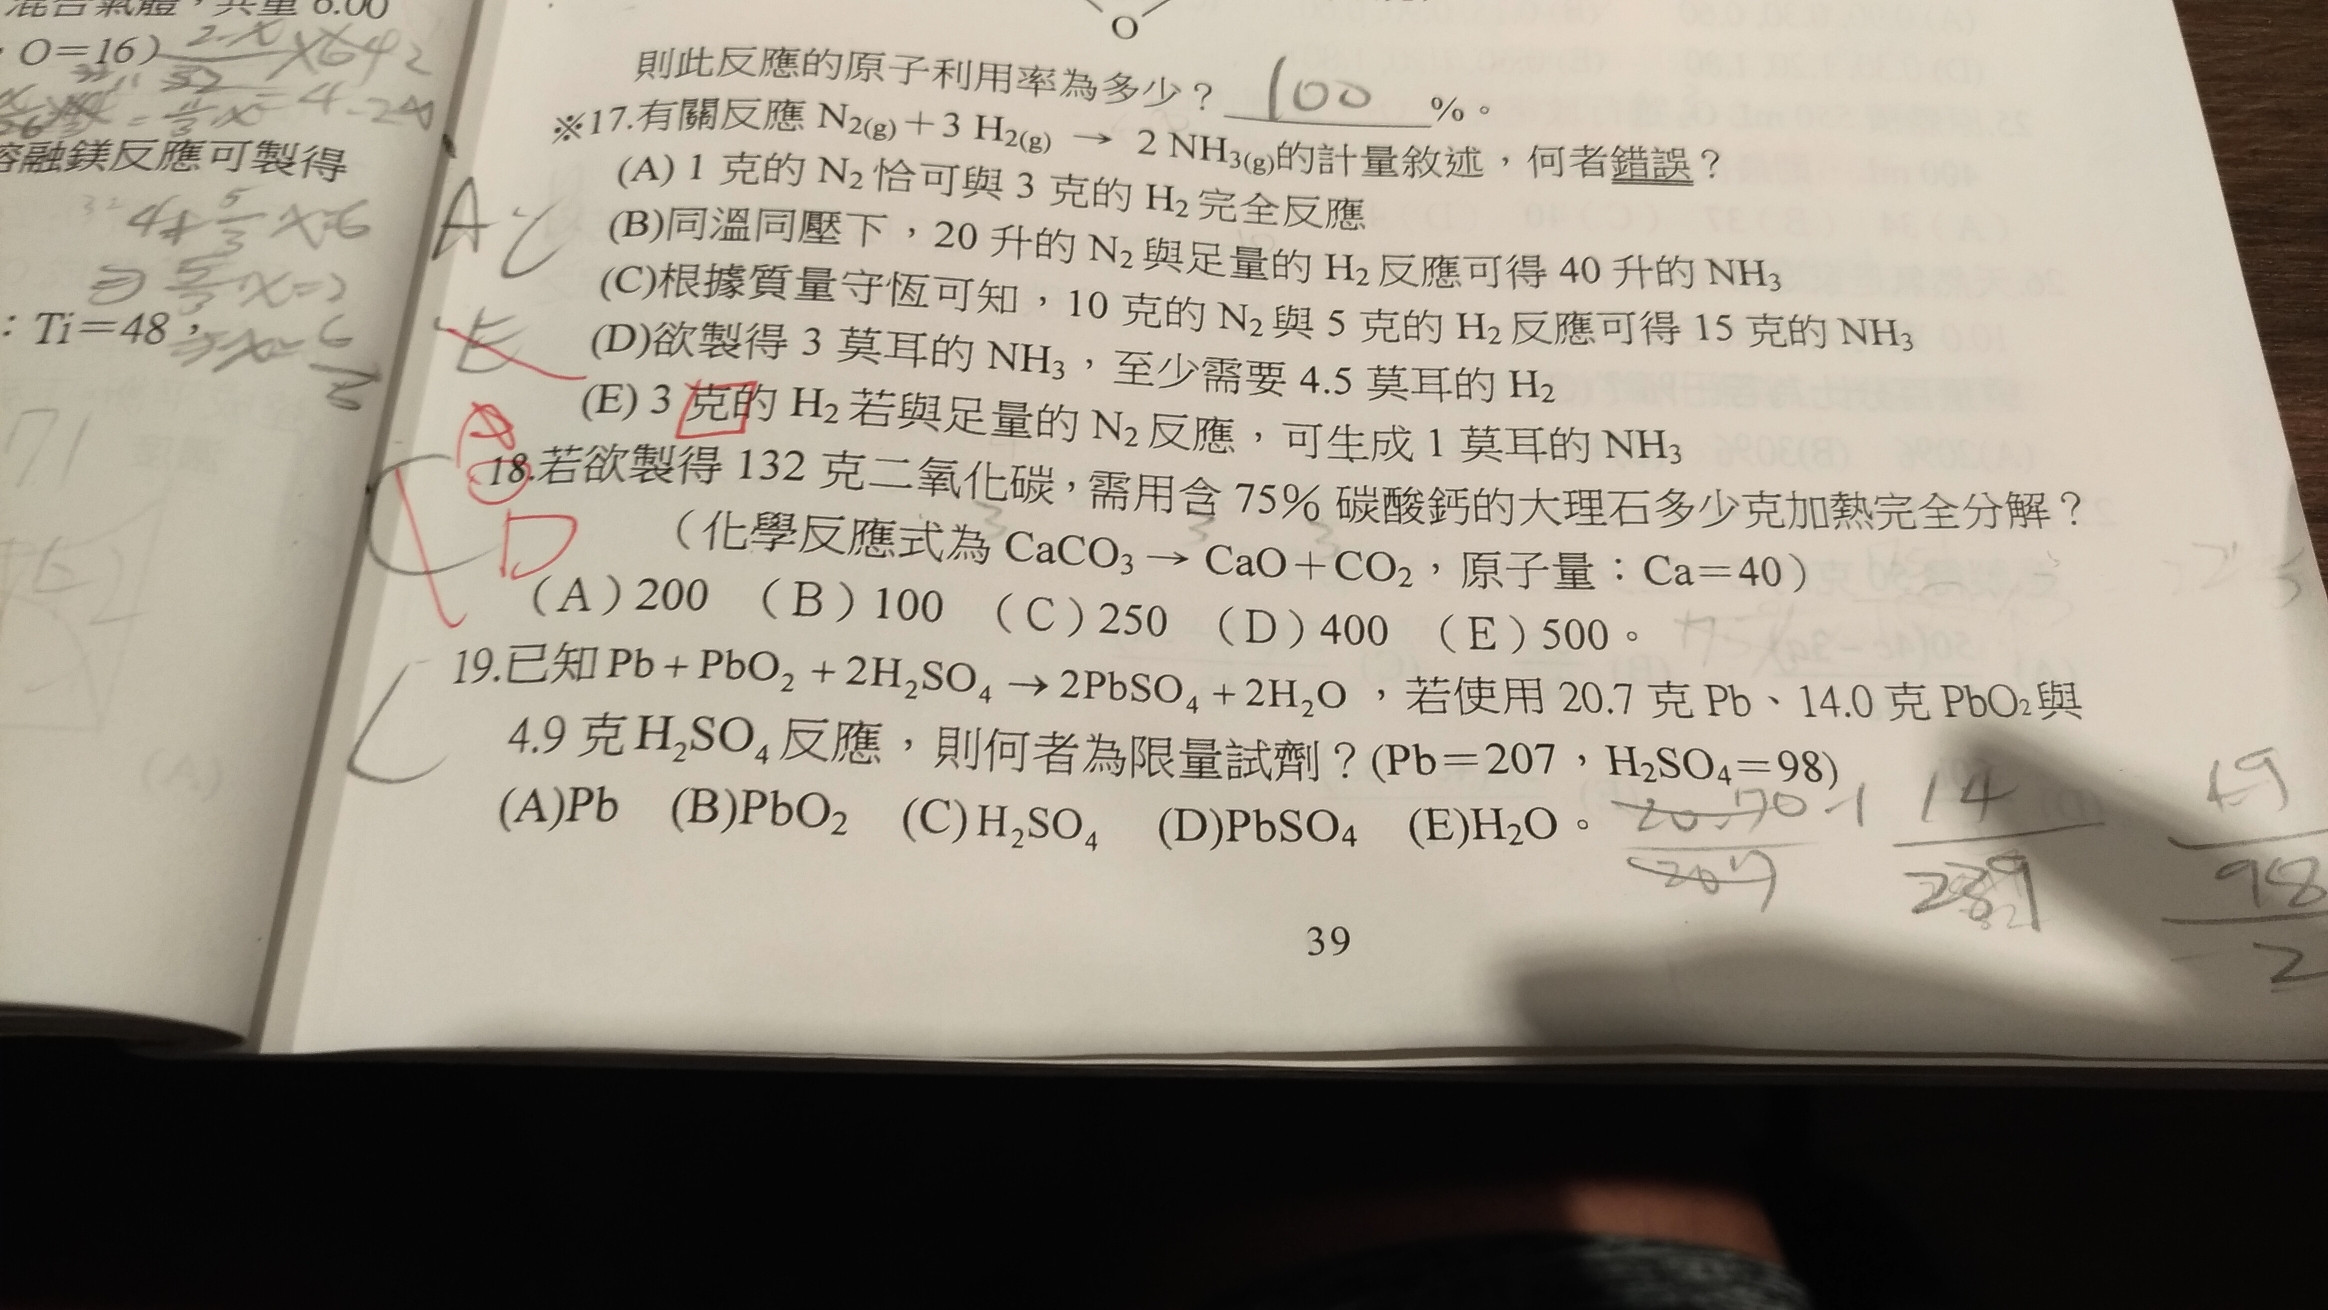 混合氣體，共重 6.00
O=16)
熔融鎂反應可製得
: Ti=48，
O
則此反應的原子利用率為多少？ 100 %。
※17.有關反應 N₂(g)+3 H₂(g) → 2 NH₃(g)的計量敘述，何者錯誤？
(A) 1 克的 N₂ 恰可與 3 克的 H₂ 完全反應
(B)同溫同壓下，20 升的 N₂ 與足量的 H₂ 反應可得 40 升的 NH₃
(C)根據質量守恆可知，10 克的 N₂ 與 5 克的 H₂ 反應可得 15 克的 NH₃
(D)欲製得 3 莫耳的 NH₃，至少需要 4.5 莫耳的 H₂
(E) 3 克的 H₂ 若與足量的 N₂ 反應，可生成 1 莫耳的 NH₃
A C
E
18.若欲製得 132 克二氧化碳，需用含 75% 碳酸鈣的大理石多少克加熱完全分解？
（化學反應式為 CaCO₃ → CaO+CO₂，原子量：Ca=40）
（A）200 （B）100 （C）250 （D）400 （E）500。
C D
19.已知 Pb + PbO₂ + 2H₂SO₄ → 2PbSO₄ + 2H₂O ，若使用 20.7 克 Pb、14.0 克 PbO₂ 與
4.9 克 H₂SO₄ 反應，則何者為限量試劑？(Pb=207，H₂SO₄=98)
(A)Pb (B)PbO₂ (C)H₂SO₄ (D)PbSO₄ (E)H₂O。
C
14
98
2
39